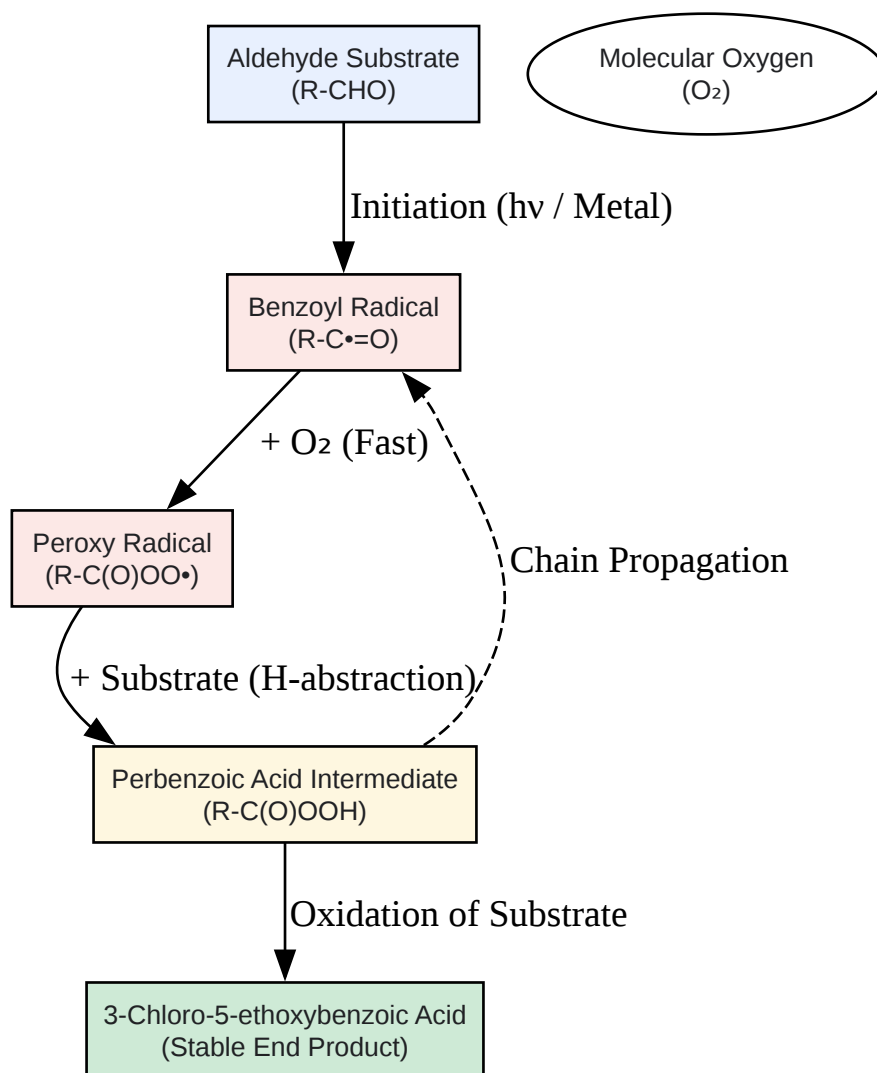 Aldehyde Substrate
(R-CHO)
Molecular Oxygen
(O₂)
Initiation (hν / Metal)
Benzoyl Radical
(R-C•=O)
+ O₂ (Fast)
Peroxy Radical
(R-C(O)OO•)
Chain Propagation
+ Substrate (H-abstraction)
Perbenzoic Acid Intermediate
(R-C(O)OOH)
Oxidation of Substrate
3-Chloro-5-ethoxybenzoic Acid
(Stable End Product)